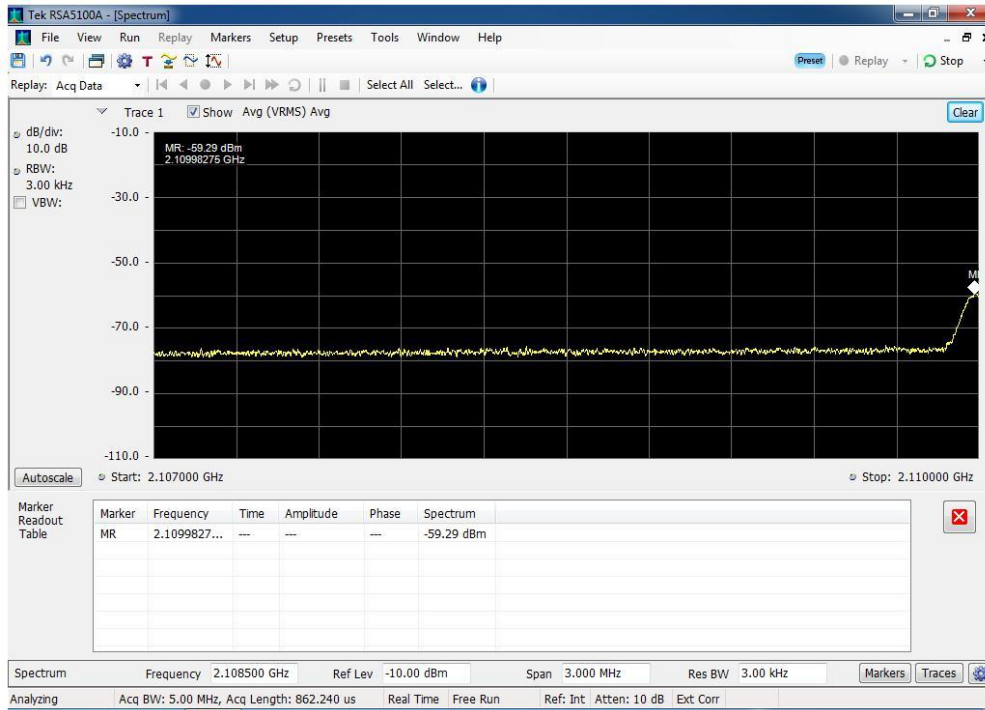 Tek RSA5100A - [Spectrum]
File View Run Replay Markers Setup Presets Tools Window Help
T
Preset Replay Stop
Replay: Acq Data Select All Select...
Trace 1 Show Avg (VRMS) Avg Clear
dB/div:
10.0 dB
RBW:
3.00 kHz
VBW:
-10.0 -
-30.0 -
-50.0 -
-70.0 -
-90.0 -
-110.0 -
MR: -59.29 dBm
2.10998275 GHz
Autoscale Start: 2.107000 GHz Stop: 2.110000 GHz
Marker Readout Table
Marker Frequency Time Amplitude Phase Spectrum
MR 2.1099827... --- --- --- -59.29 dBm
Spectrum Frequency 2.108500 GHz Ref Lev -10.00 dBm Span 3.000 MHz Res BW 3.00 kHz Markers Traces
Analyzing Acq BW: 5.00 MHz, Acq Length: 862.240 us Real Time Free Run Ref: Int Atten: 10 dB Ext Corr